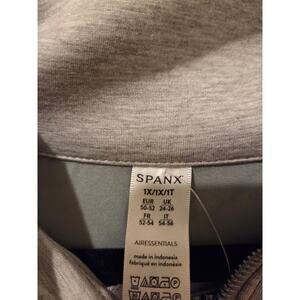 SPANX
1X/1X/1T
EUR UK
50-52 24-26
FR IT
52-54 54-56
AIRESSENTIALS
made in indonesia
fabriqué en indonésie